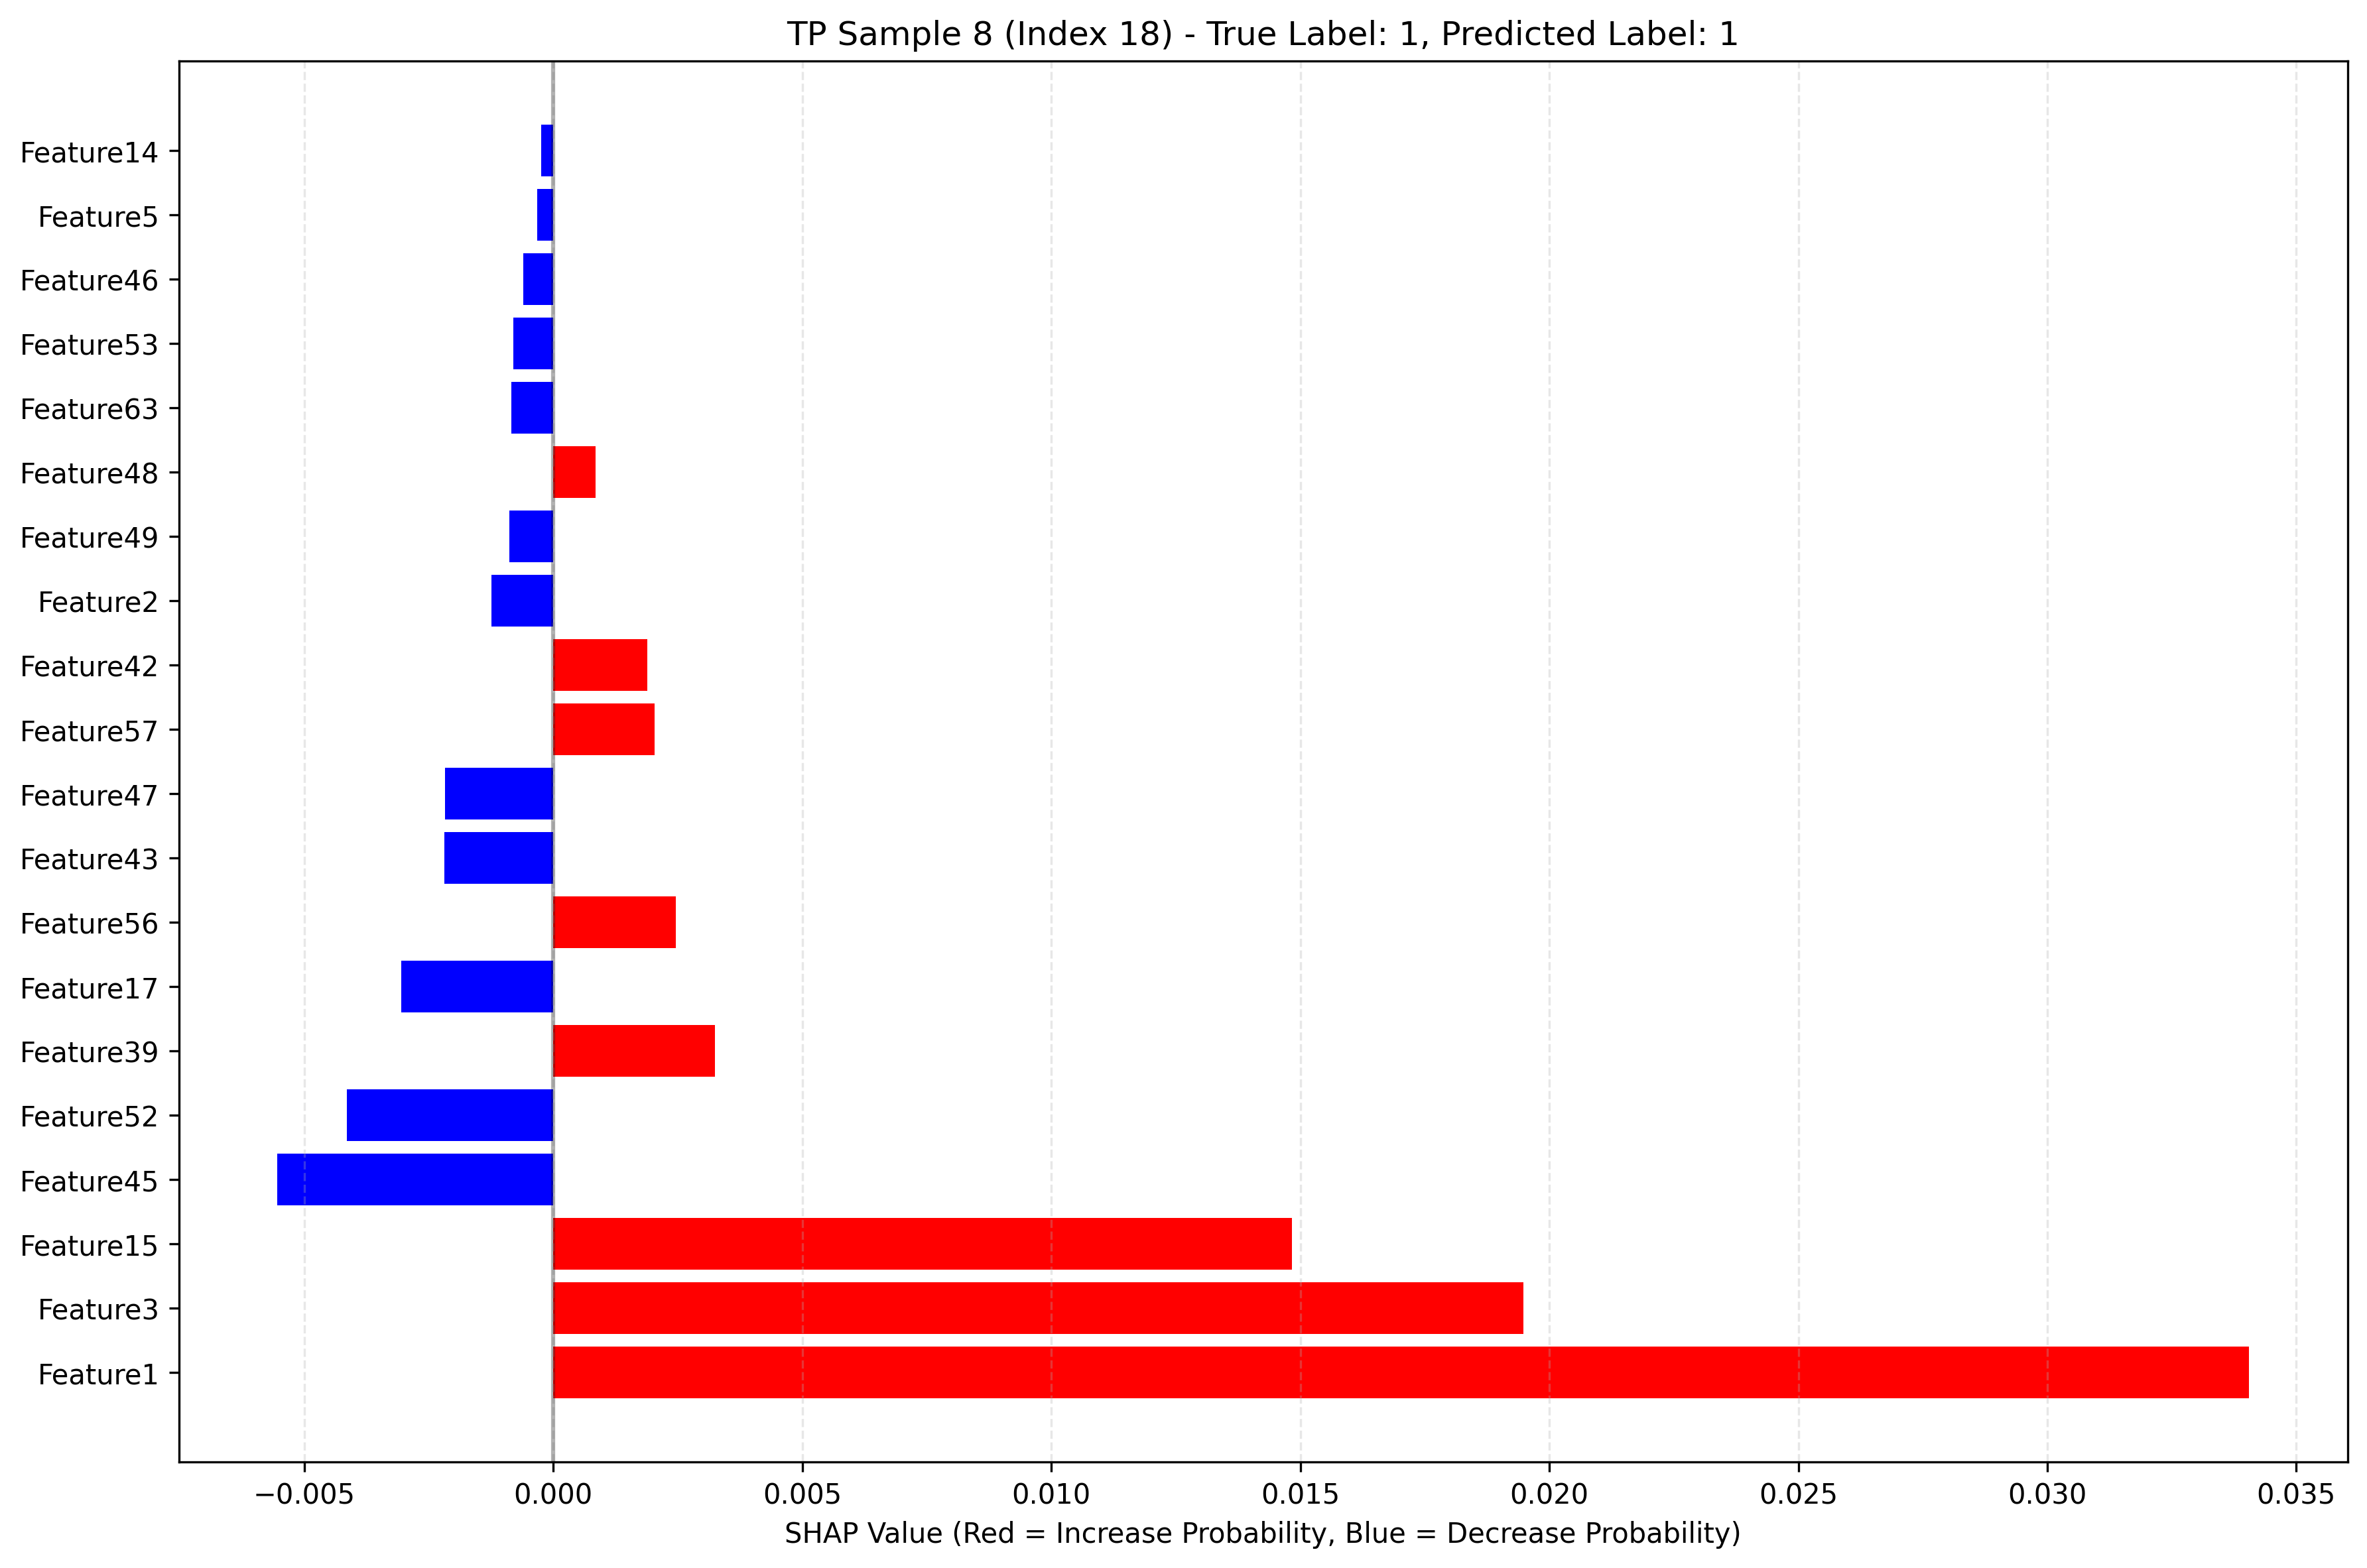 TP Sample 8 (Index 18) - True Label: 1, Predicted Label: 1
Feature14
Feature5
Feature46
Feature53
Feature63
Feature48
Feature49
Feature2
Feature42
Feature57
Feature47
Feature43
Feature56
Feature17
Feature39
Feature52
Feature45
Feature15
Feature3
Feature1
−0.005 0.000 0.005 0.010 0.015 0.020 0.025 0.030 0.035
SHAP Value (Red = Increase Probability, Blue = Decrease Probability)